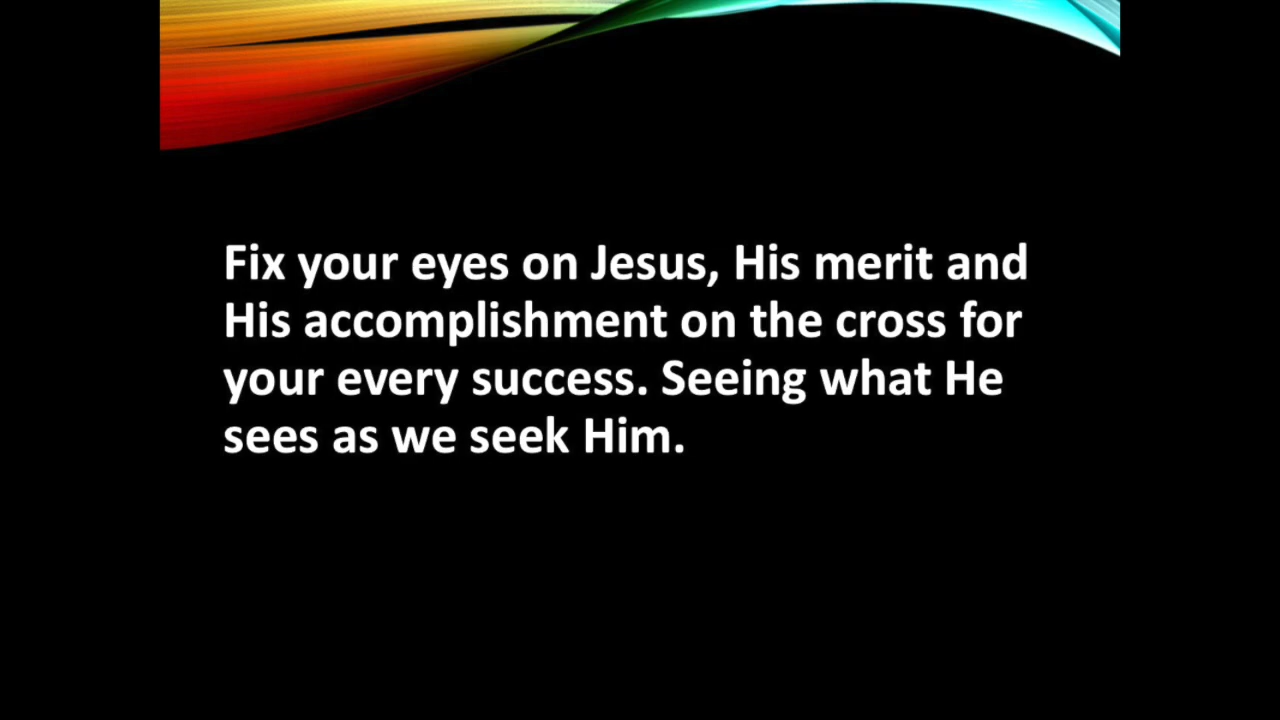 Fix your eyes on Jesus, His merit and
His accomplishment on the cross for
your every success. Seeing what He
sees as we seek Him.